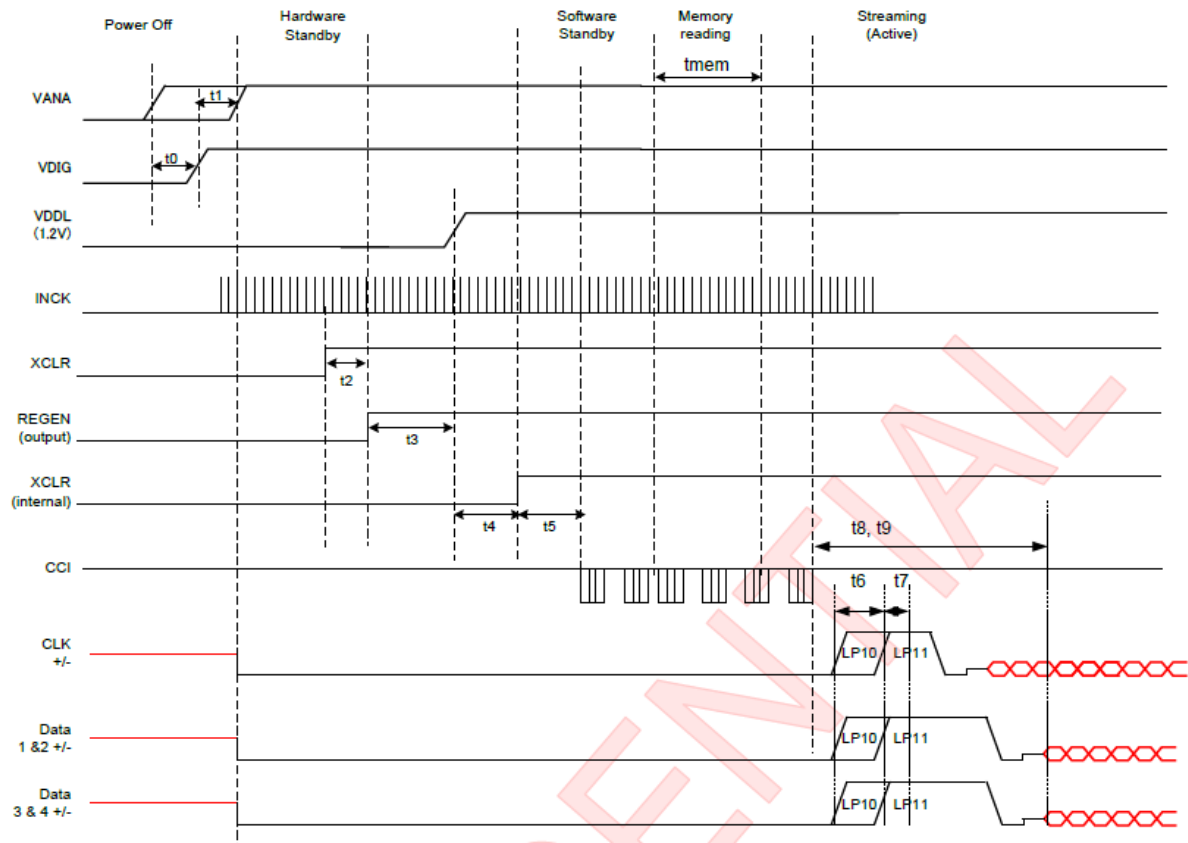 Power Off
Hardware
Standby
Software
Standby
Memory
reading
Streaming
(Active)
tmem
VANA
t1
t0
VDIG
VDDL
(1.2V)
INCK
XCLR
t2
REGEN
(output)
t3
XCLR
(internal)
t4
t5
t8, t9
CCI
t6
t7
CLK
+/-
LP10
LP11
Data
1 &2 +/-
LP10
LP11
Data
3 & 4 +/-
LP10
LP11
ENTIAL